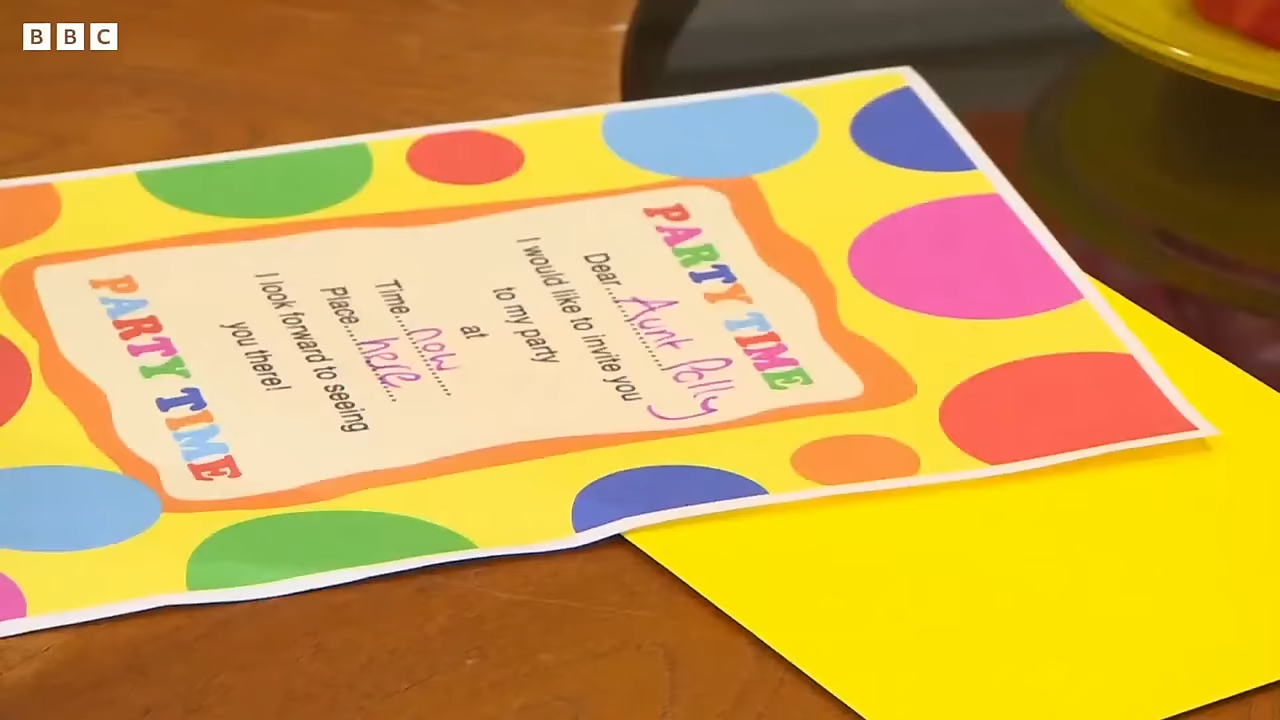 BBC
PARTY TIME
Dear.....Aunt Polly
I would like to invite you
to my party
at
Time....now.....
Place....here....
I look forward to seeing
you there!
PARTY TIME